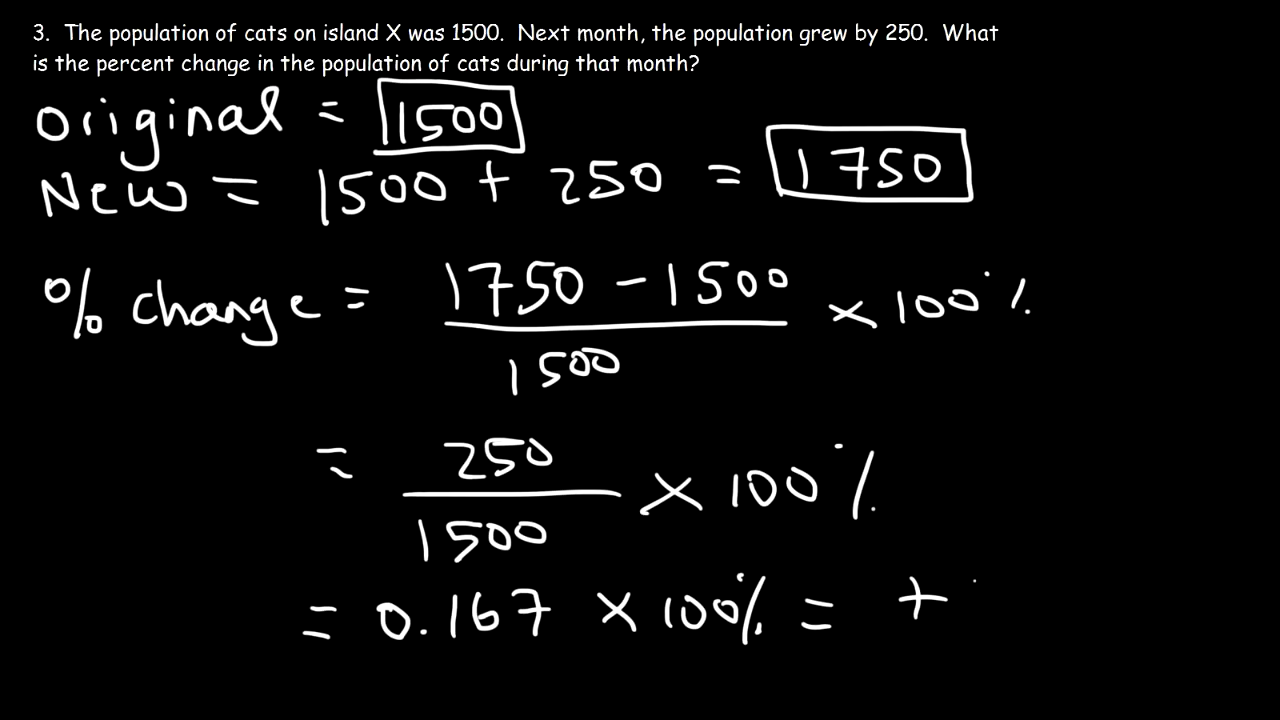 3. The population of cats on island X was 1500. Next month, the population grew by 250. What
is the percent change in the population of cats during that month?
Original = 1500
New = 1500 + 250 = 1750
% change = 1750 - 1500 / 1500 × 100%
= 250 / 1500 × 100%
= 0.167 × 100% = +